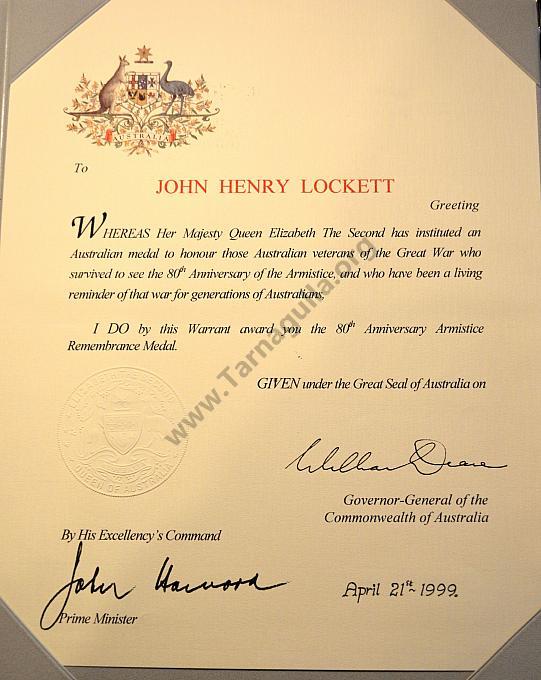 AUSTRALIA
To
JOHN HENRY LOCKETT
Greeting
WHEREAS Her Majesty Queen Elizabeth The Second has instituted an
Australian medal to honour those Australian veterans of the Great War who
survived to see the 80th Anniversary of the Armistice, and who have been a living
reminder of that war for generations of Australians;
I DO by this Warrant award you the 80th Anniversary Armistice
Remembrance Medal.
GIVEN under the Great Seal of Australia on
www.Tarnagulla.org
QUEEN OF AUSTRALIA
William Deane
Governor-General of the
Commonwealth of Australia
By His Excellency's Command
John Howard
April 21st 1999.
Prime Minister